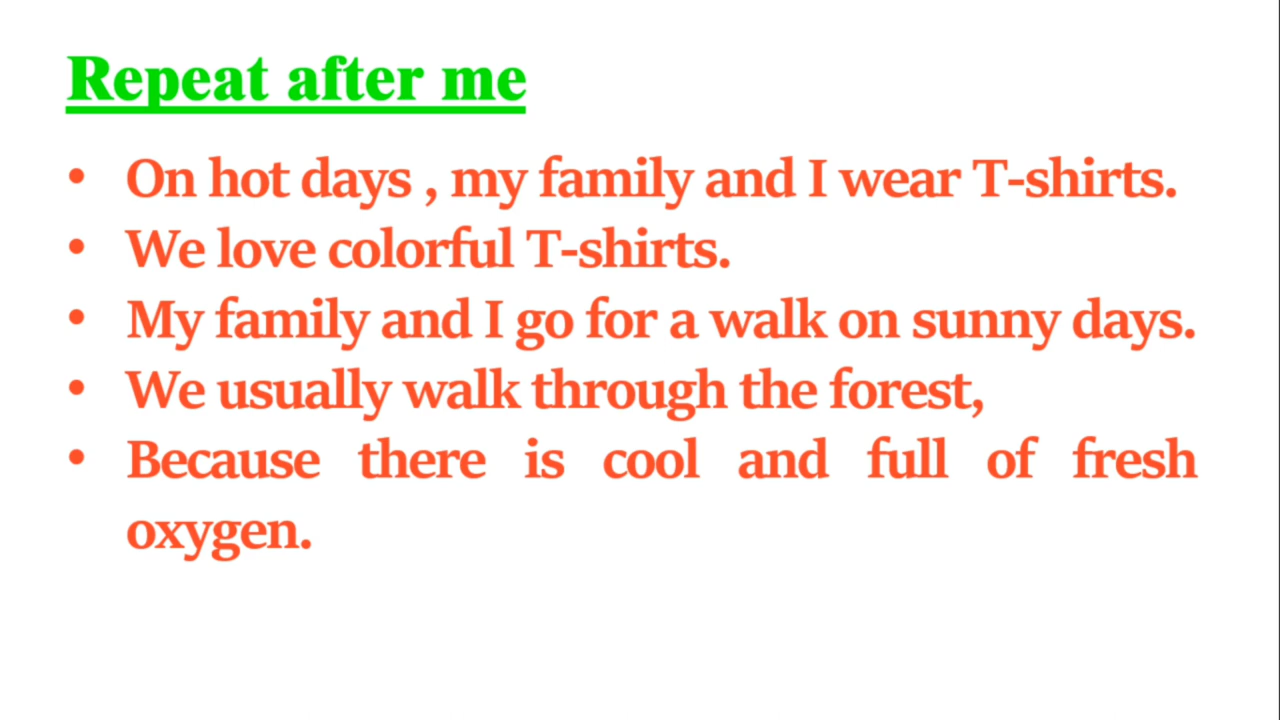 Repeat after me
• On hot days , my family and I wear T-shirts.
• We love colorful T-shirts.
• My family and I go for a walk on sunny days.
• We usually walk through the forest,
• Because there is cool and full of fresh
oxygen.